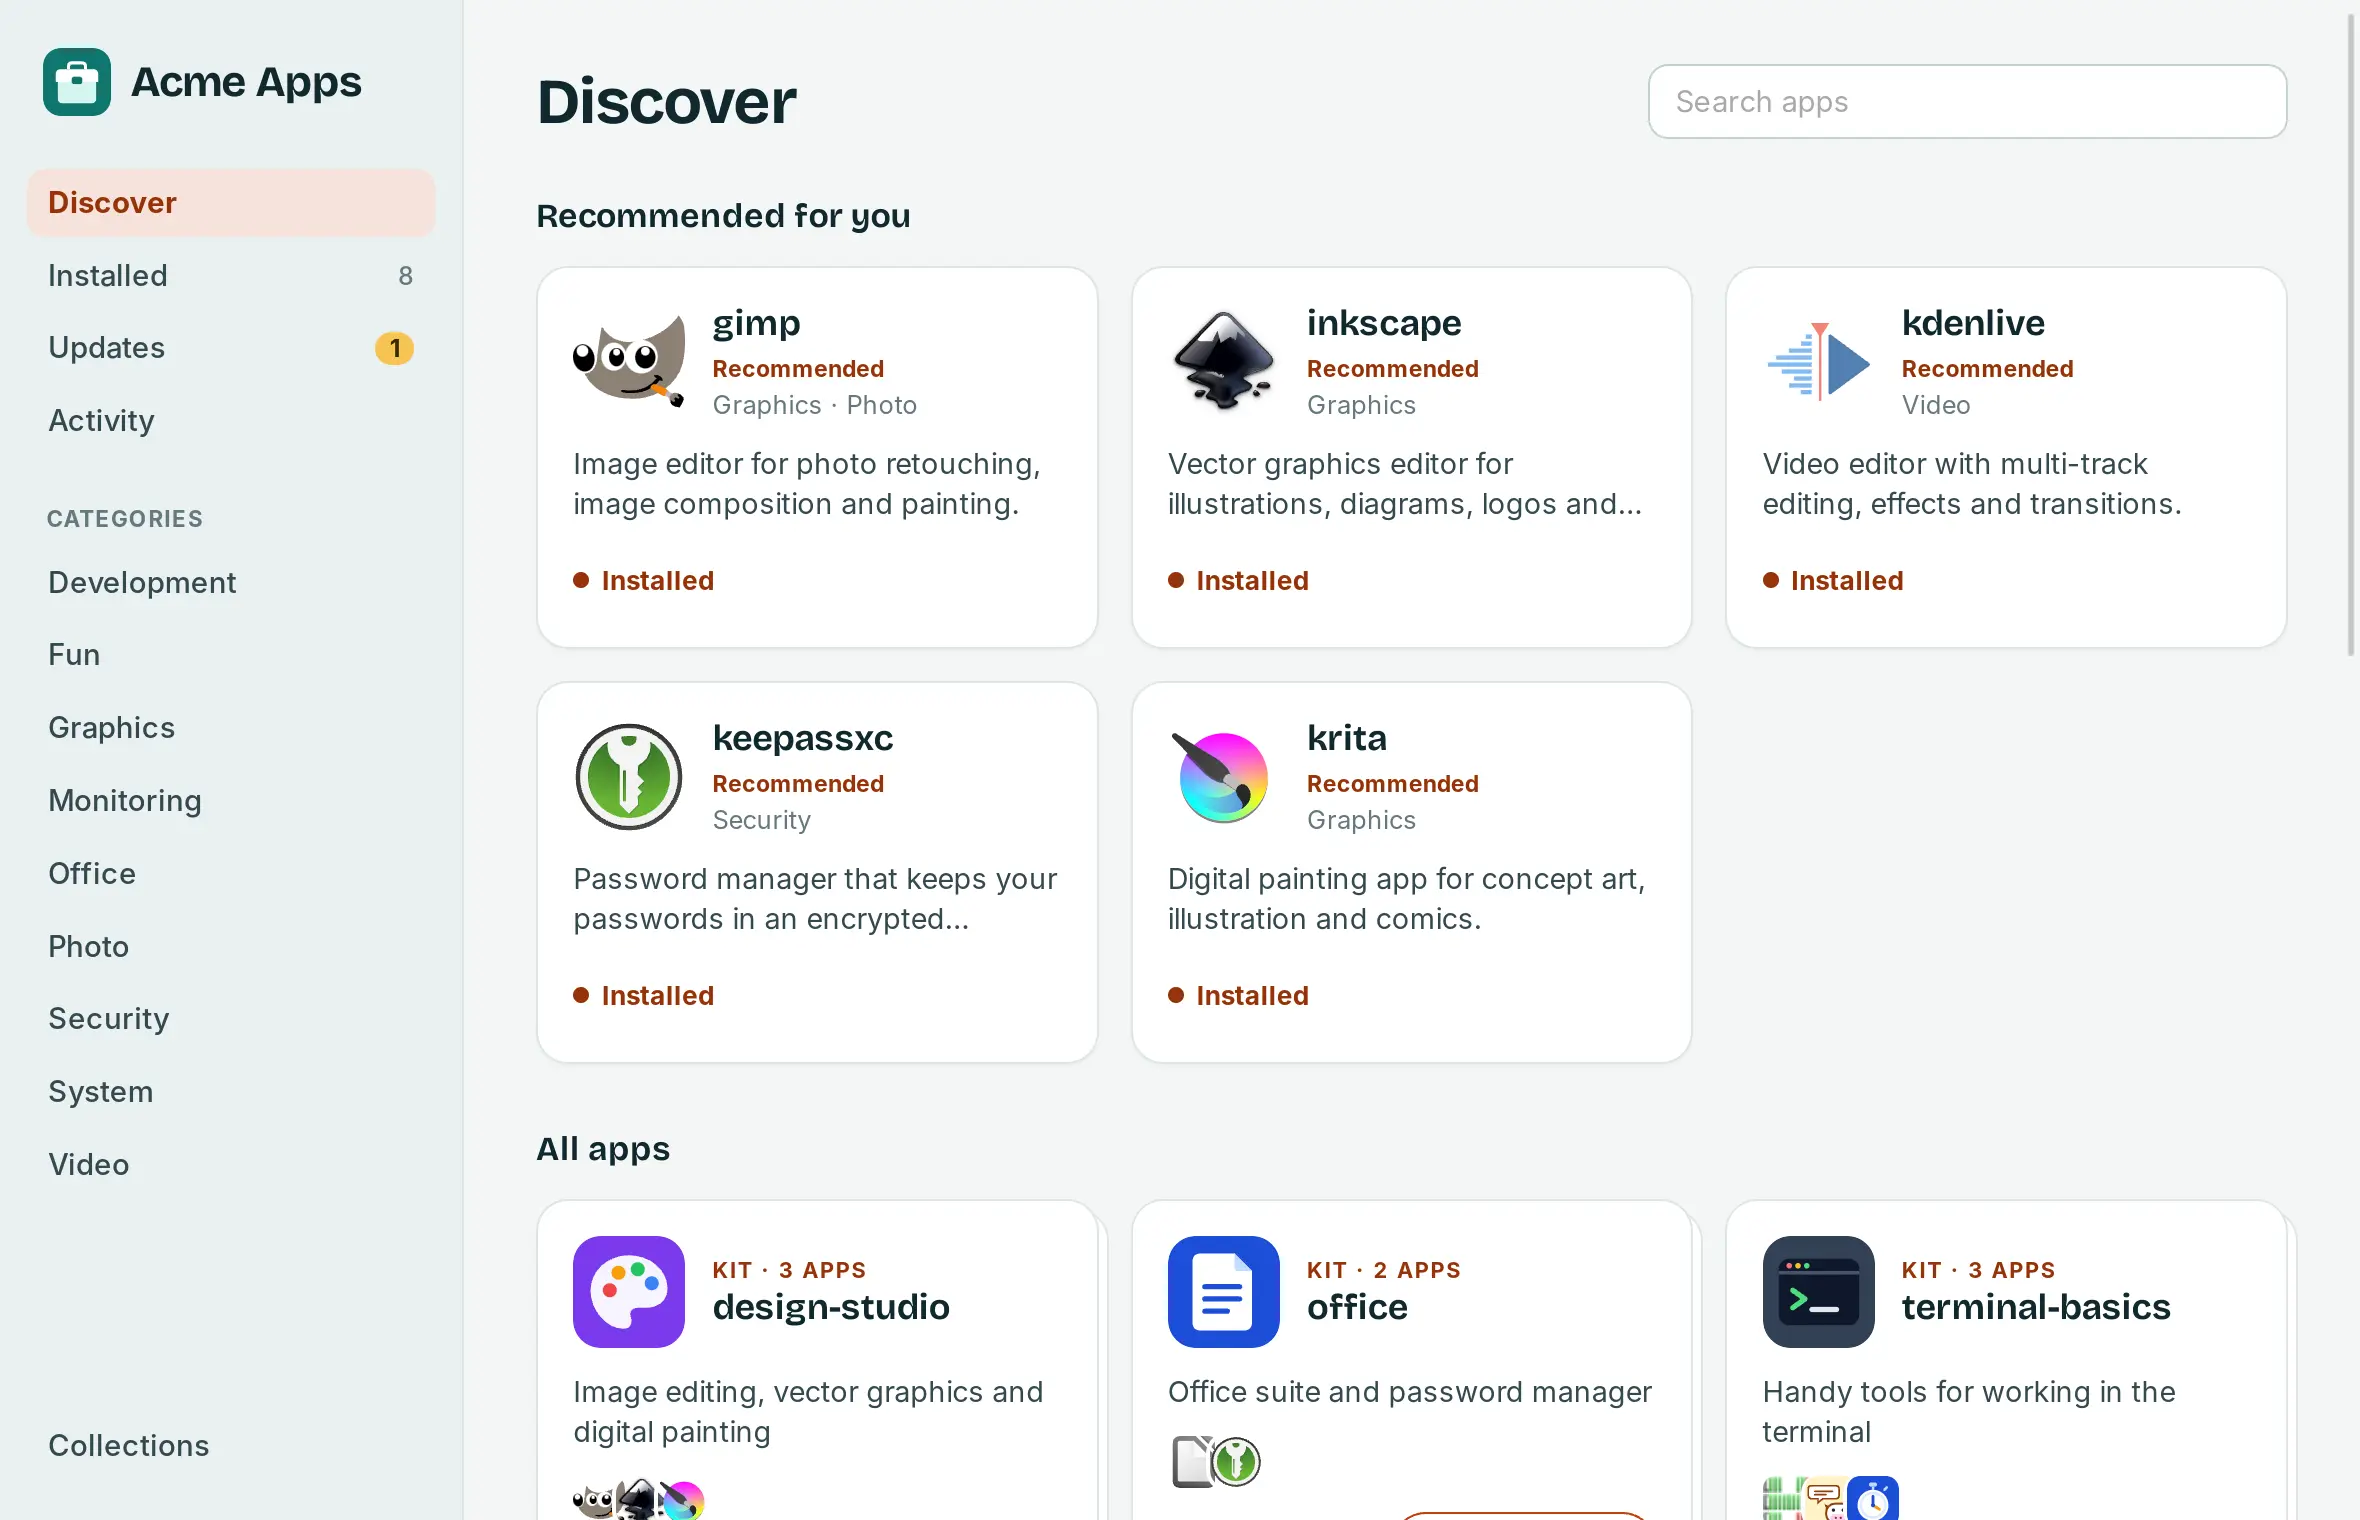 Acme Apps
Discover
Installed 8
Updates 1
Activity
CATEGORIES
Development
Fun
Graphics
Monitoring
Office
Photo
Security
System
Video
Collections
Discover
Search apps
Recommended for you
gimp
Recommended
Graphics · Photo
Image editor for photo retouching,
image composition and painting.
Installed
inkscape
Recommended
Graphics
Vector graphics editor for
illustrations, diagrams, logos and...
Installed
kdenlive
Recommended
Video
Video editor with multi-track
editing, effects and transitions.
Installed
keepassxc
Recommended
Security
Password manager that keeps your
passwords in an encrypted...
Installed
krita
Recommended
Graphics
Digital painting app for concept art,
illustration and comics.
Installed
All apps
KIT · 3 APPS
design-studio
Image editing, vector graphics and
digital painting
KIT · 2 APPS
office
Office suite and password manager
KIT · 3 APPS
terminal-basics
Handy tools for working in the
terminal